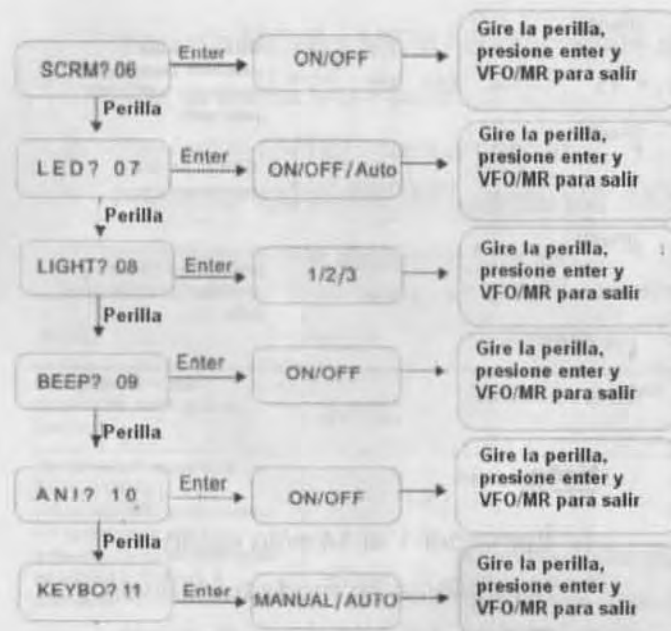 SCRM? 06
Enter
ON/OFF
Gire la perilla,
presione enter y
VFO/MR para salir
Perilla
LED? 07
Enter
ON/OFF/Auto
Gire la perilla,
presione enter y
VFO/MR para salir
Perilla
LIGHT? 08
Enter
1/2/3
Gire la perilla,
presione enter y
VFO/MR para salir
Perilla
BEEP? 09
Enter
ON/OFF
Gire la perilla,
presione enter y
VFO/MR para salir
Perilla
ANI? 10
Enter
ON/OFF
Gire la perilla,
presione enter y
VFO/MR para salir
Perilla
KEYBO? 11
Enter
MANUAL/AUTO
Gire la perilla,
presione enter y
VFO/MR para salir